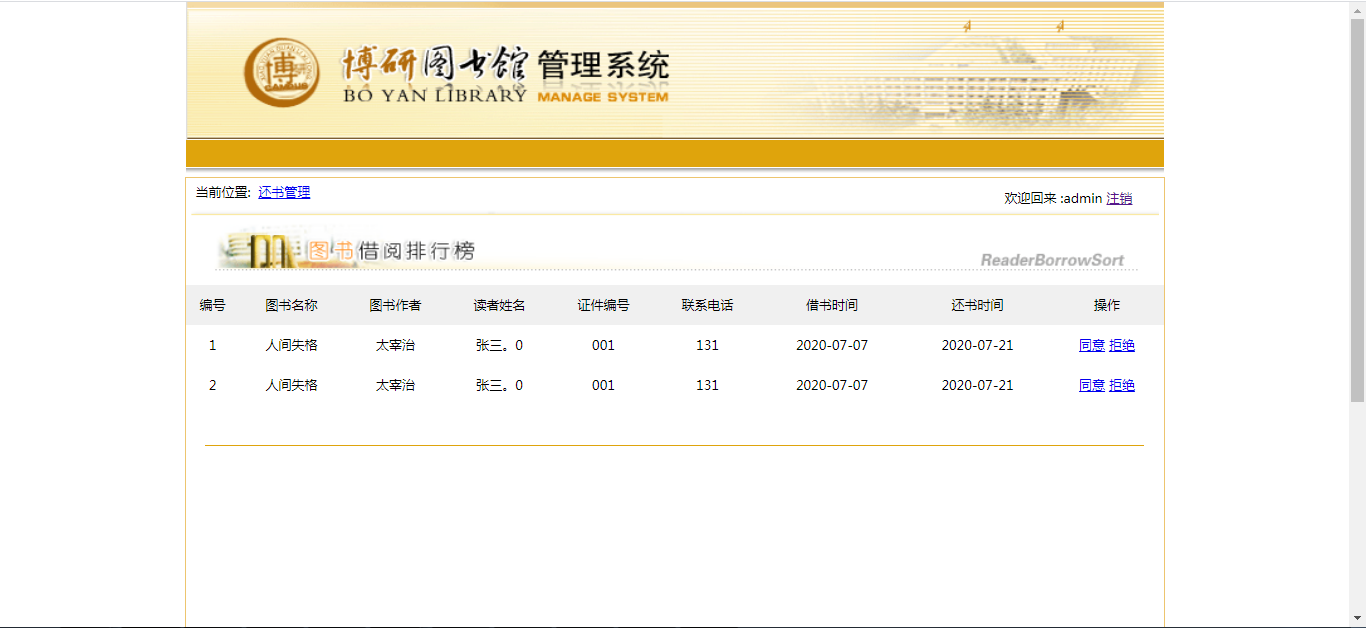 博研图书馆 管理系统
BO YAN LIBRARY MANAGE SYSTEM
博
当前位置: 还书管理
欢迎回来 :admin 注销
图书借阅排行榜
ReaderBorrowSort
编号 图书名称 图书作者 读者姓名 证件编号 联系电话 借书时间 还书时间 操作
1 人间失格 太宰治 张三。0 001 131 2020-07-07 2020-07-21 同意 拒绝
2 人间失格 太宰治 张三。0 001 131 2020-07-07 2020-07-21 同意 拒绝